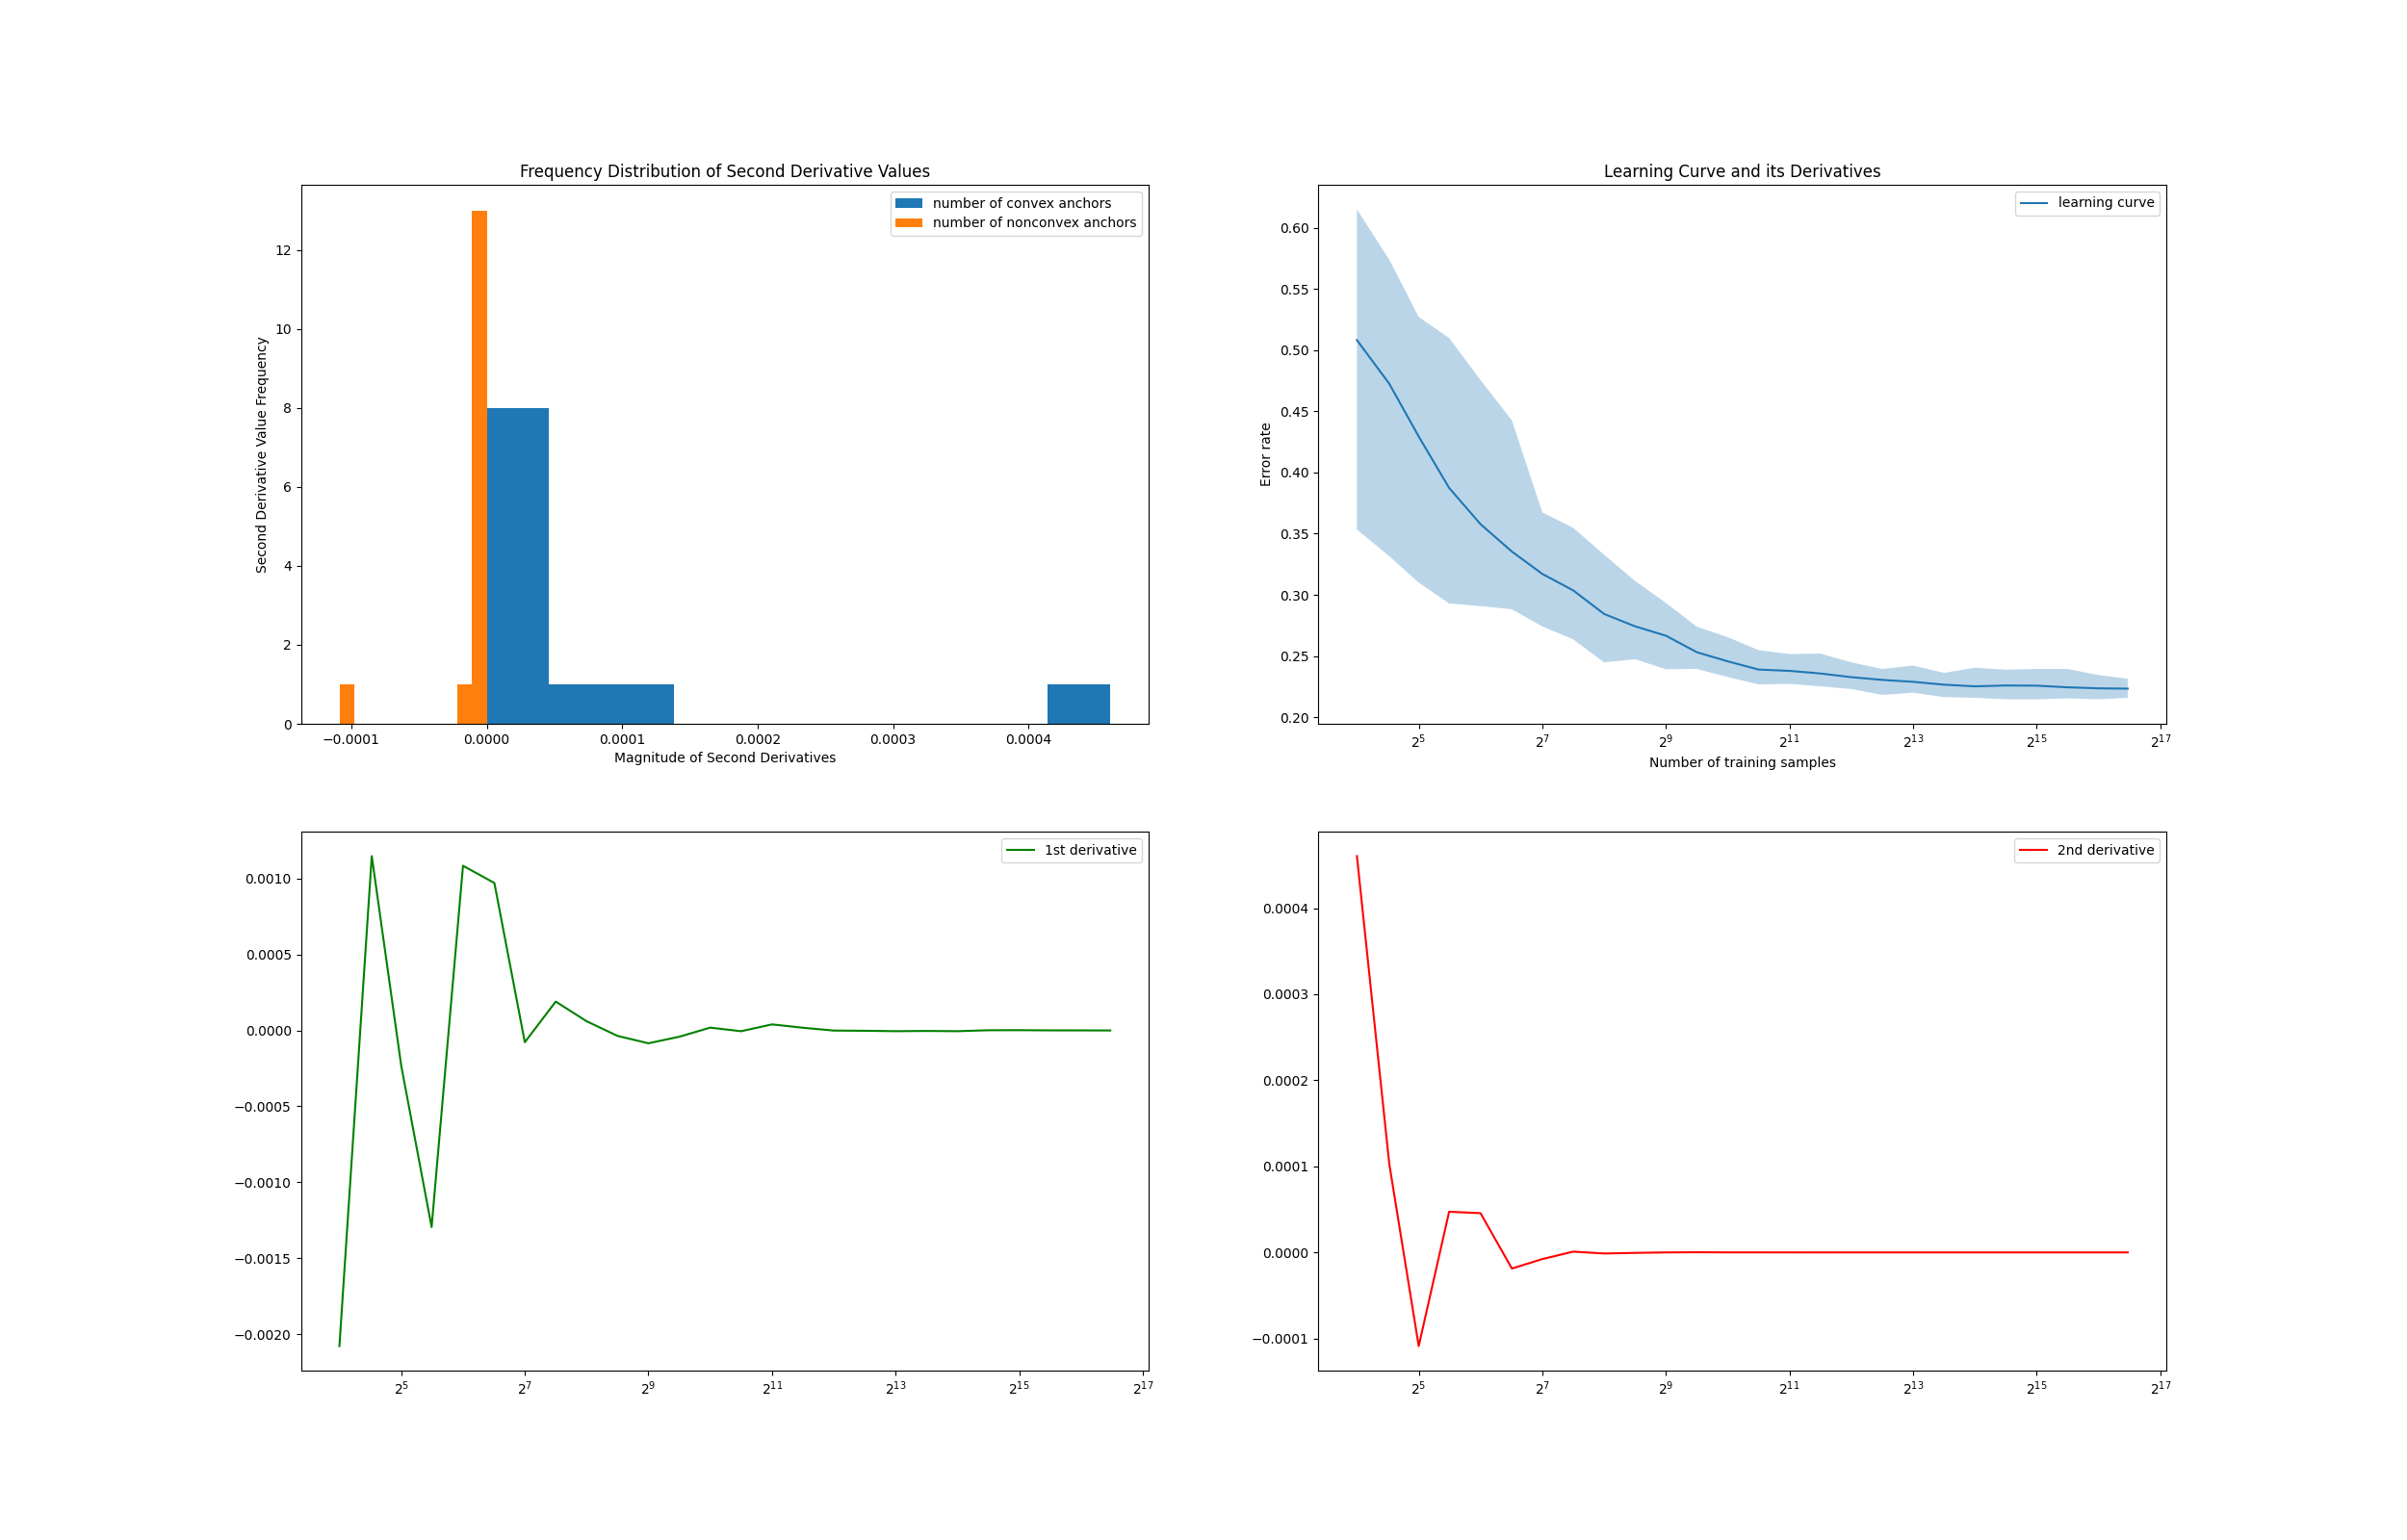 Frequency Distribution of Second Derivative Values
number of convex anchors
number of nonconvex anchors
12
10
8
6
4
2
0
Second Derivative Value Frequency
−0.0001 0.0000 0.0001 0.0002 0.0003 0.0004
Magnitude of Second Derivatives
Learning Curve and its Derivatives
learning curve
0.60
0.55
0.50
0.45
0.40
0.35
0.30
0.25
0.20
Error rate
2^5 2^7 2^9 2^11 2^13 2^15 2^17
Number of training samples
1st derivative
0.0010
0.0005
0.0000
−0.0005
−0.0010
−0.0015
−0.0020
2^5 2^7 2^9 2^11 2^13 2^15 2^17
2nd derivative
0.0004
0.0003
0.0002
0.0001
0.0000
−0.0001
2^5 2^7 2^9 2^11 2^13 2^15 2^17